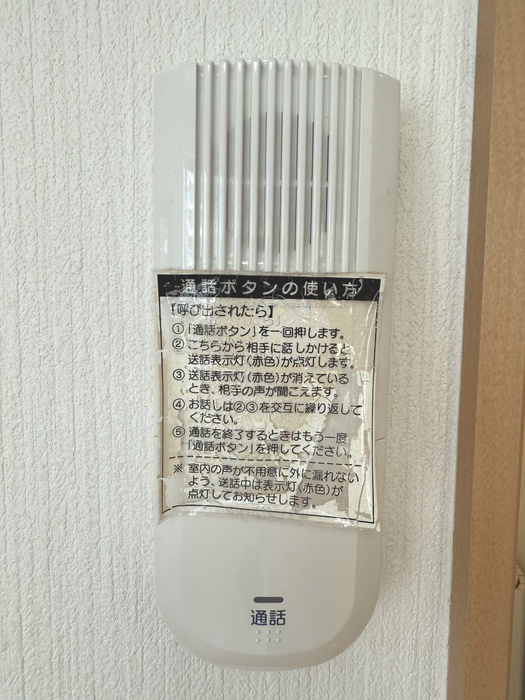 通話ボタンの使い方
【呼び出されたら】
①「通話ボタン」を一回押します。
②こちらから相手に話しかけると
送話表示灯(赤色)が点灯します。
③送話表示灯(赤色)が消えている
とき、相手の声が聞こえます。
④お話しは②③を交互に繰り返して
ください。
⑤通話を終了するときはもう一度
「通話ボタン」を押してください。
※室内の声が不用意に外に漏れない
よう、送話中は表示灯(赤色)が
点灯してお知らせします。
通話